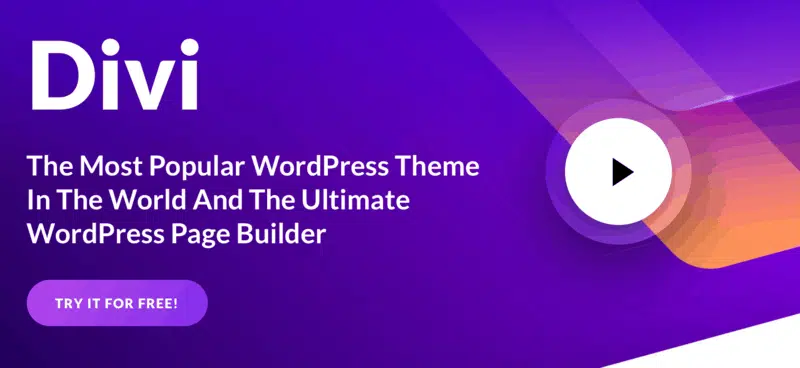 Divi
The Most Popular WordPress Theme
In The World And The Ultimate
WordPress Page Builder
TRY IT FOR FREE!